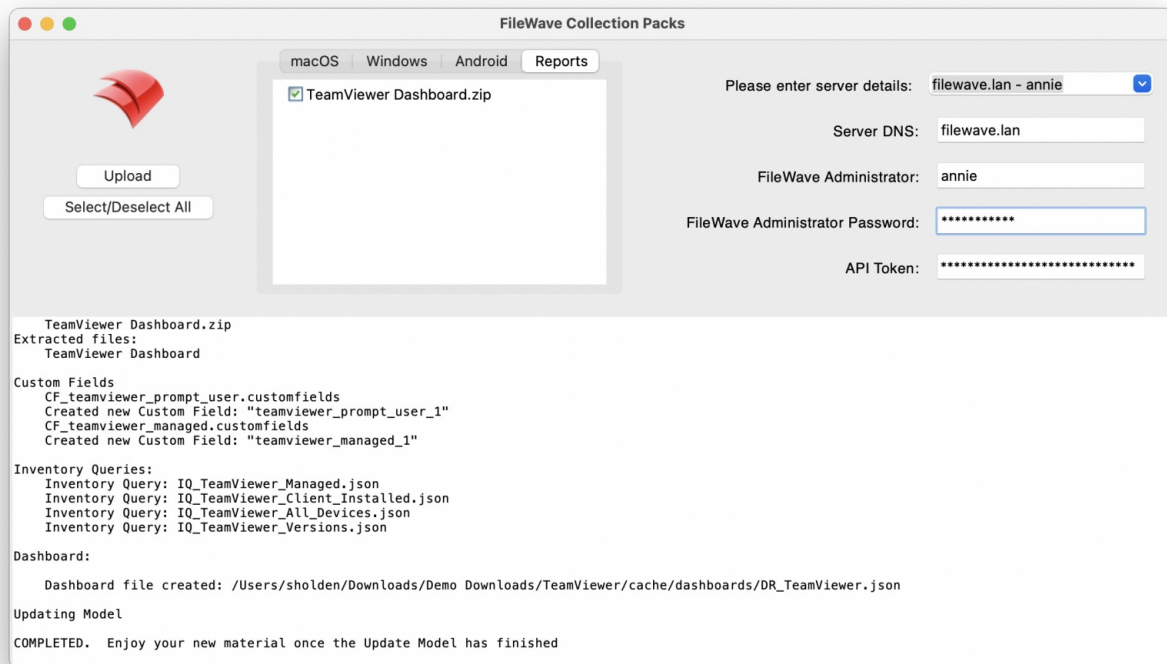 FileWave Collection Packs
macOS Windows Android Reports
TeamViewer Dashboard.zip
Upload
Select/Deselect All
Please enter server details: filewave.lan - annie
Server DNS: filewave.lan
FileWave Administrator: annie
FileWave Administrator Password: ***********
API Token: *****************************
TeamViewer Dashboard.zip
Extracted files:
TeamViewer Dashboard
Custom Fields
CF_teamviewer_prompt_user.customfields
Created new Custom Field: "teamviewer_prompt_user_1"
CF_teamviewer_managed.customfields
Created new Custom Field: "teamviewer_managed_1"
Inventory Queries:
Inventory Query: IQ_TeamViewer_Managed.json
Inventory Query: IQ_TeamViewer_Client_Installed.json
Inventory Query: IQ_TeamViewer_All_Devices.json
Inventory Query: IQ_TeamViewer_Versions.json
Dashboard:
Dashboard file created: /Users/sholden/Downloads/Demo Downloads/TeamViewer/cache/dashboards/DR_TeamViewer.json
Updating Model
COMPLETED.  Enjoy your new material once the Update Model has finished